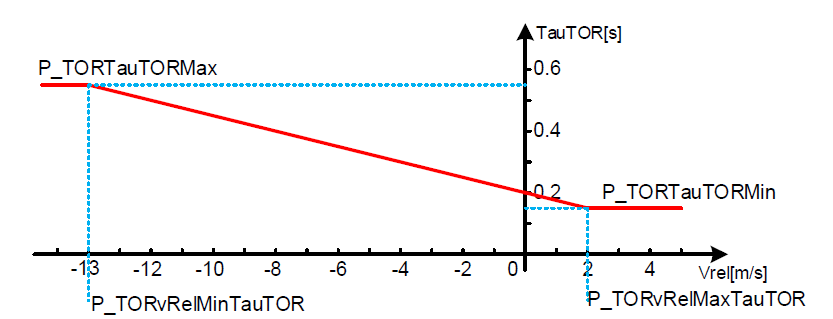 TauTOR[s]
P_TORTauTORMax
0.6
0.4
0.2
P_TORTauTORMin
-13 -12 -10 -8 -6 -4 -2 0 2 4 Vrel[m/s]
P_TORvRelMinTauTOR P_TORvRelMaxTauTOR